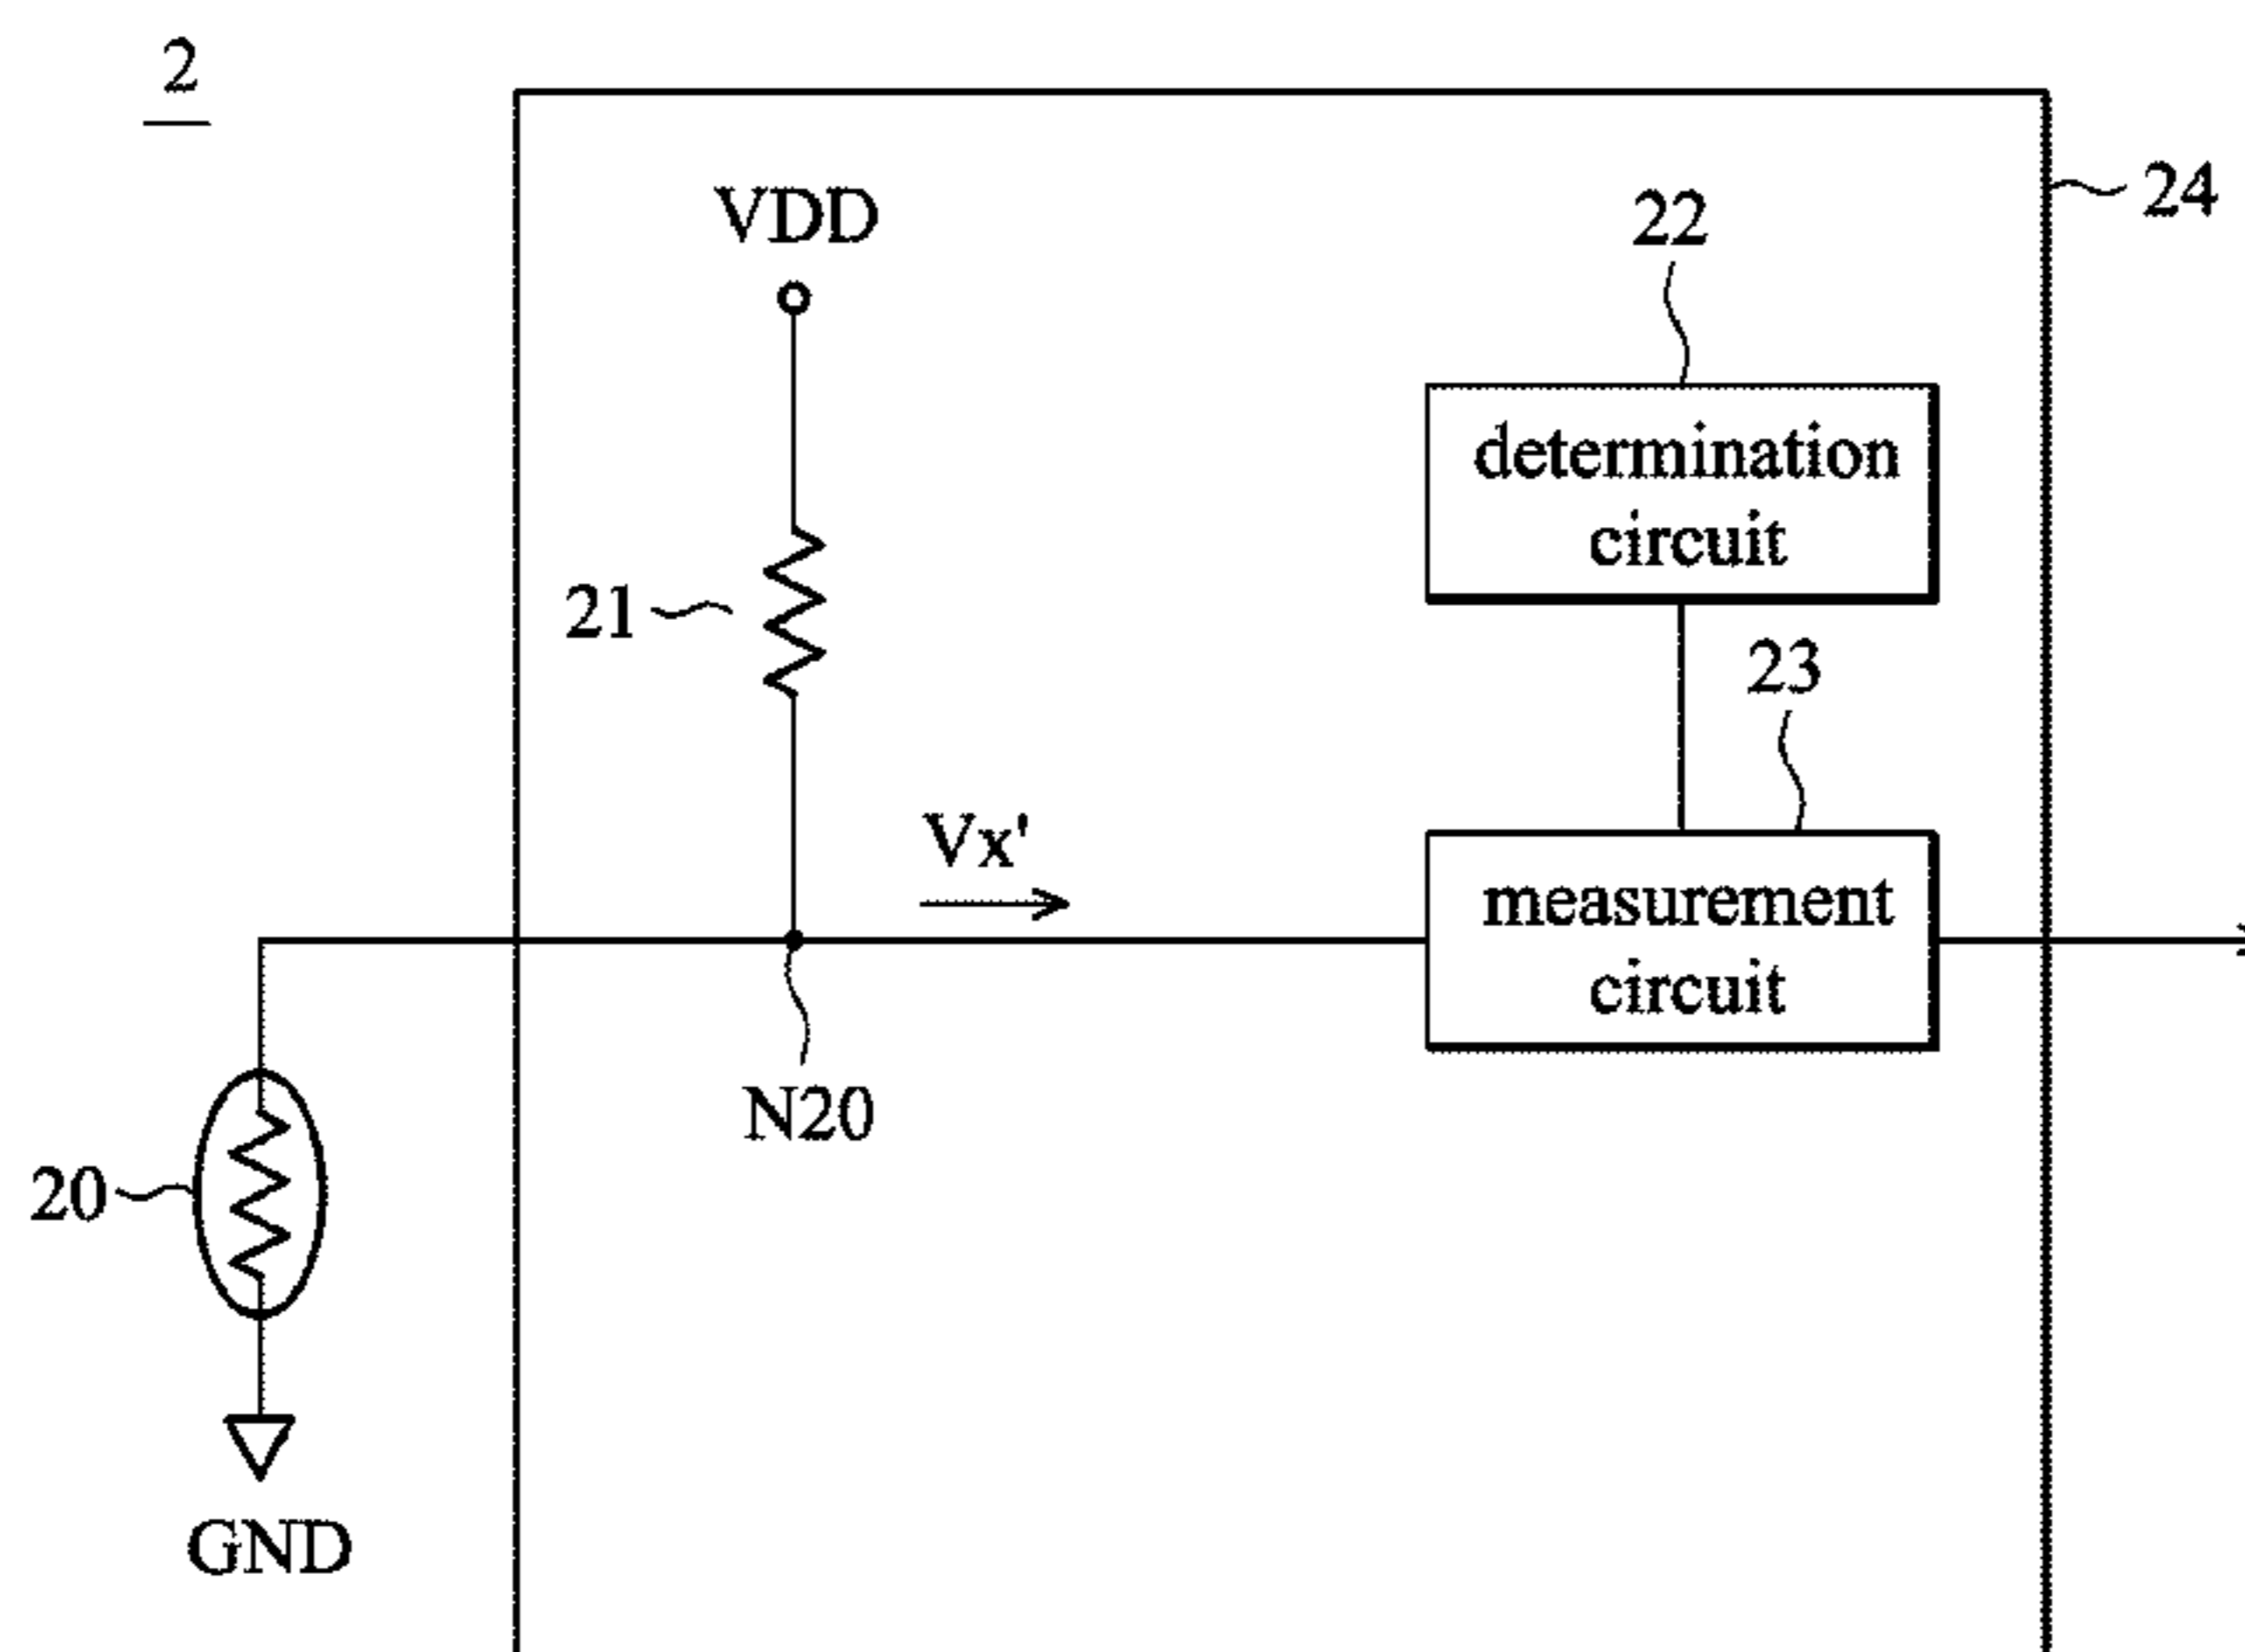 2
VDD
24
22
determination
circuit
21
23
Vx'
measurement
circuit
N20
20
GND